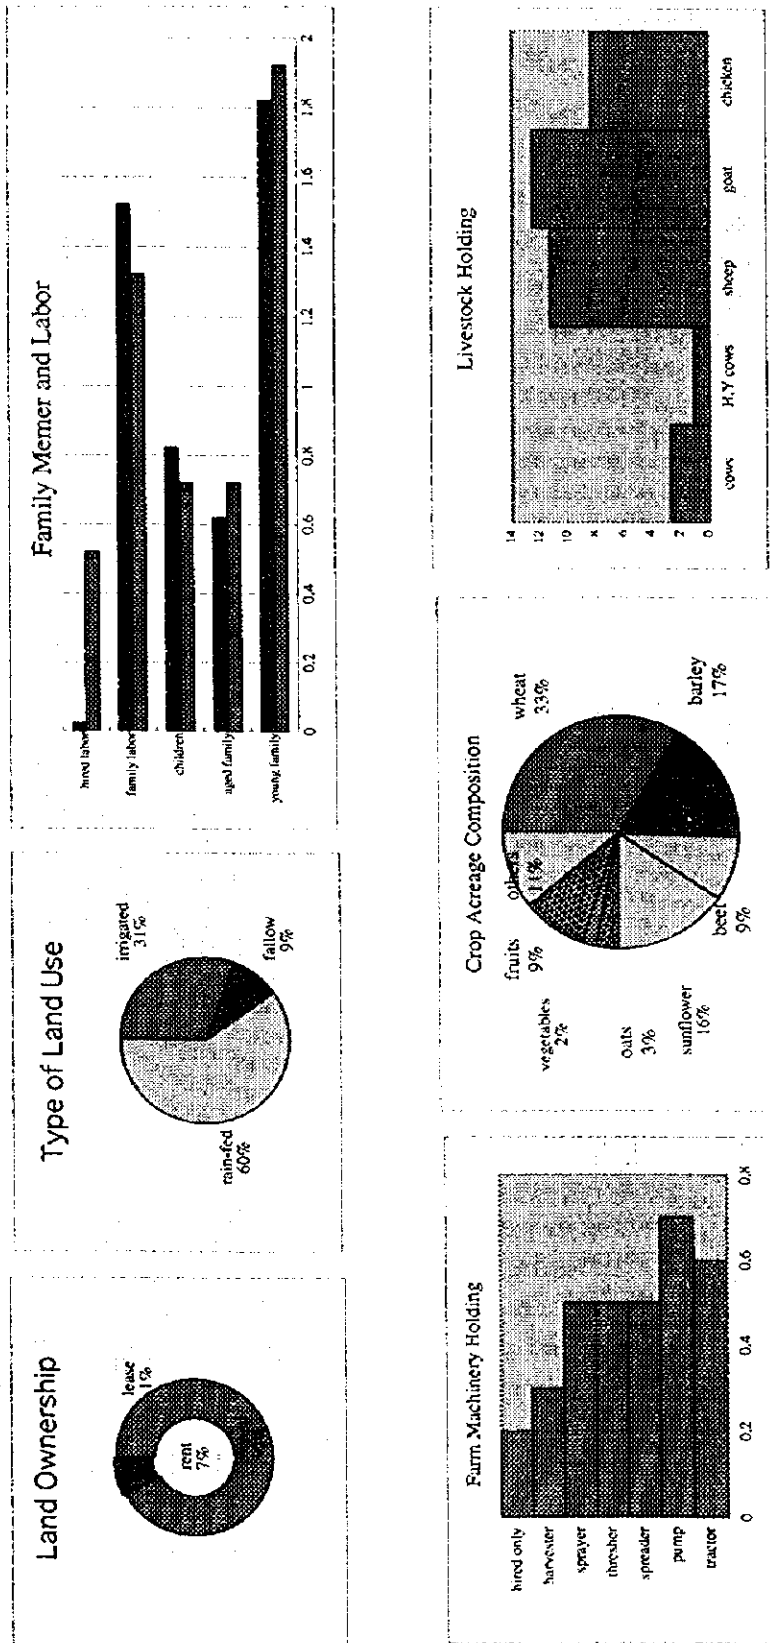 Land Ownership
lease
1%
rent
7%
Type of Land Use
irrigated
31%
fallow
9%
rain-fed
60%
Family Memer and Labor
hired labor
family labor
children
aged family
young family
0
0.2
0.4
0.6
0.8
1
1.2
1.4
1.6
1.8
2
Farm Machinery Holding
hired only
harvester
sprayer
thresher
spreader
pump
tractor
0
0.2
0.4
0.6
0.8
Crop Acreage Composition
wheat
33%
barley
17%
beet
9%
sunflower
16%
oats
3%
vegetables
2%
fruits
9%
others
11%
Livestock Holding
14
12
10
8
6
4
2
0
cows
H.Y cows
sheep
goat
chicken